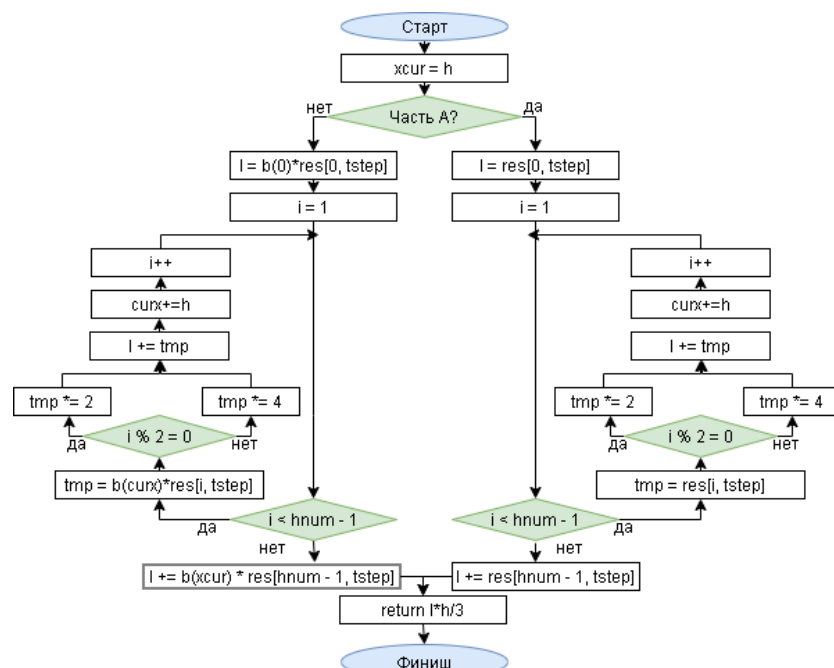 Старт
xcur = h
нет
Часть А?
да
I = b(0)*res[0, tstep]
I = res[0, tstep]
i = 1
i = 1
i++
i++
curx+=h
curx+=h
I += tmp
I += tmp
tmp *= 2
tmp *= 4
tmp *= 2
tmp *= 4
i % 2 = 0
i % 2 = 0
да
нет
да
нет
tmp = b(curx)*res[i, tstep]
tmp = res[i, tstep]
i < hnum - 1
i < hnum - 1
да
да
нет
нет
I += b(xcur) * res[hnum - 1, tstep]
I += res[hnum - 1, tstep]
return I*h/3
Финиш